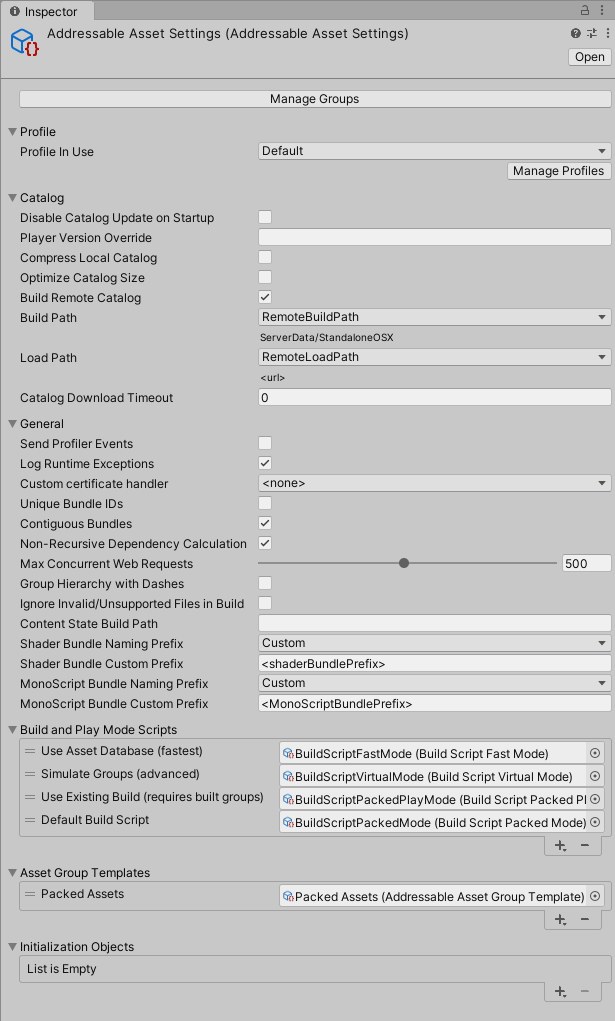 Inspector
Addressable Asset Settings (Addressable Asset Settings)
Open
Manage Groups
Profile
Profile In Use Default
Manage Profiles
Catalog
Disable Catalog Update on Startup
Player Version Override
Compress Local Catalog
Optimize Catalog Size
Build Remote Catalog
Build Path RemoteBuildPath
ServerData/StandaloneOSX
Load Path RemoteLoadPath
<url>
Catalog Download Timeout 0
General
Send Profiler Events
Log Runtime Exceptions
Custom certificate handler <none>
Unique Bundle IDs
Contiguous Bundles
Non-Recursive Dependency Calculation
Max Concurrent Web Requests 500
Group Hierarchy with Dashes
Ignore Invalid/Unsupported Files in Build
Content State Build Path
Shader Bundle Naming Prefix Custom
Shader Bundle Custom Prefix <shaderBundlePrefix>
MonoScript Bundle Naming Prefix Custom
MonoScript Bundle Custom Prefix <MonoScriptBundlePrefix>
Build and Play Mode Scripts
Use Asset Database (fastest) BuildScriptFastMode (Build Script Fast Mode)
Simulate Groups (advanced) BuildScriptVirtualMode (Build Script Virtual Mode)
Use Existing Build (requires built groups) BuildScriptPackedPlayMode (Build Script Packed Pl
Default Build Script BuildScriptPackedMode (Build Script Packed Mode)
Asset Group Templates
Packed Assets Packed Assets (Addressable Asset Group Template)
Initialization Objects
List is Empty